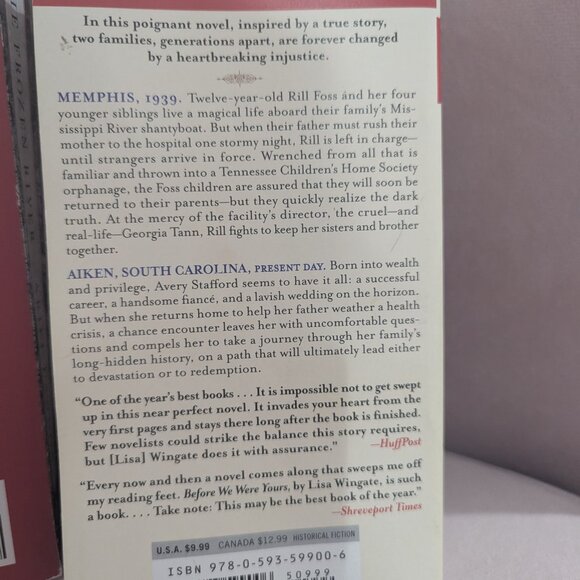 THE FROZEN RIVER
In this poignant novel, inspired by a true story,
two families, generations apart, are forever changed
by a heartbreaking injustice.
MEMPHIS, 1939. Twelve-year-old Rill Foss and her four
younger siblings live a magical life aboard their family's Mis-
sissippi River shantyboat. But when their father must rush their
mother to the hospital one stormy night, Rill is left in charge—
until strangers arrive in force. Wrenched from all that is
familiar and thrown into a Tennessee Children's Home Society
orphanage, the Foss children are assured that they will soon be
returned to their parents—but they quickly realize the dark
truth. At the mercy of the facility's director, the cruel—and
real-life—Georgia Tann, Rill fights to keep her sisters and brother
together.
AIKEN, SOUTH CAROLINA, PRESENT DAY. Born into wealth
and privilege, Avery Stafford seems to have it all: a successful
career, a handsome fiancé, and a lavish wedding on the horizon.
But when she returns home to help her father weather a health
crisis, a chance encounter leaves her with uncomfortable ques-
tions and compels her to take a journey through her family's
long-hidden history, on a path that will ultimately lead either
to devastation or to redemption.
"One of the year's best books . . . It is impossible not to get swept
up in this near perfect novel. It invades your heart from the
very first pages and stays there long after the book is finished.
Few novelists could strike the balance this story requires,
but [Lisa] Wingate does it with assurance." —HuffPost
"Every now and then a novel comes along that sweeps me off
my reading feet. Before We Were Yours, by Lisa Wingate, is such
a book. . . . Take note: This may be the best book of the year."
—Shreveport Times
U.S.A. $9.99 CANADA $12.99 HISTORICAL FICTION
ISBN 978-0-593-59900-6
50999